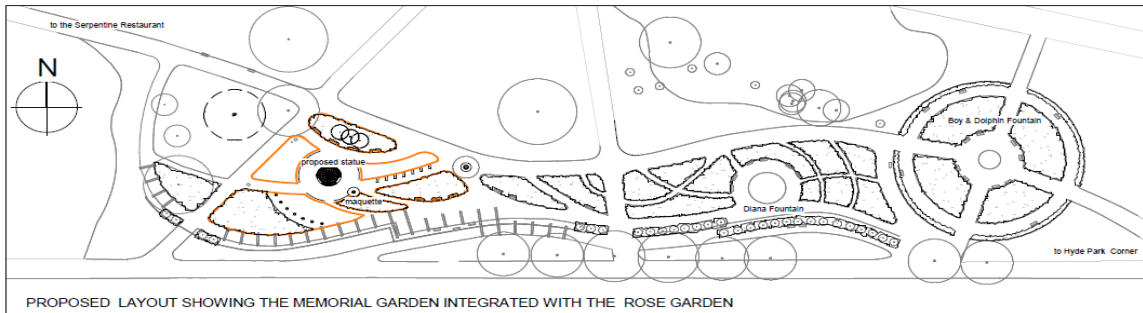 to the Serpentine Restaurant
N
Boy & Dolphin Fountain
proposed statue
maquette
Diana Fountain
to Hyde Park Corner
PROPOSED LAYOUT SHOWING THE MEMORIAL GARDEN INTEGRATED WITH THE ROSE GARDEN